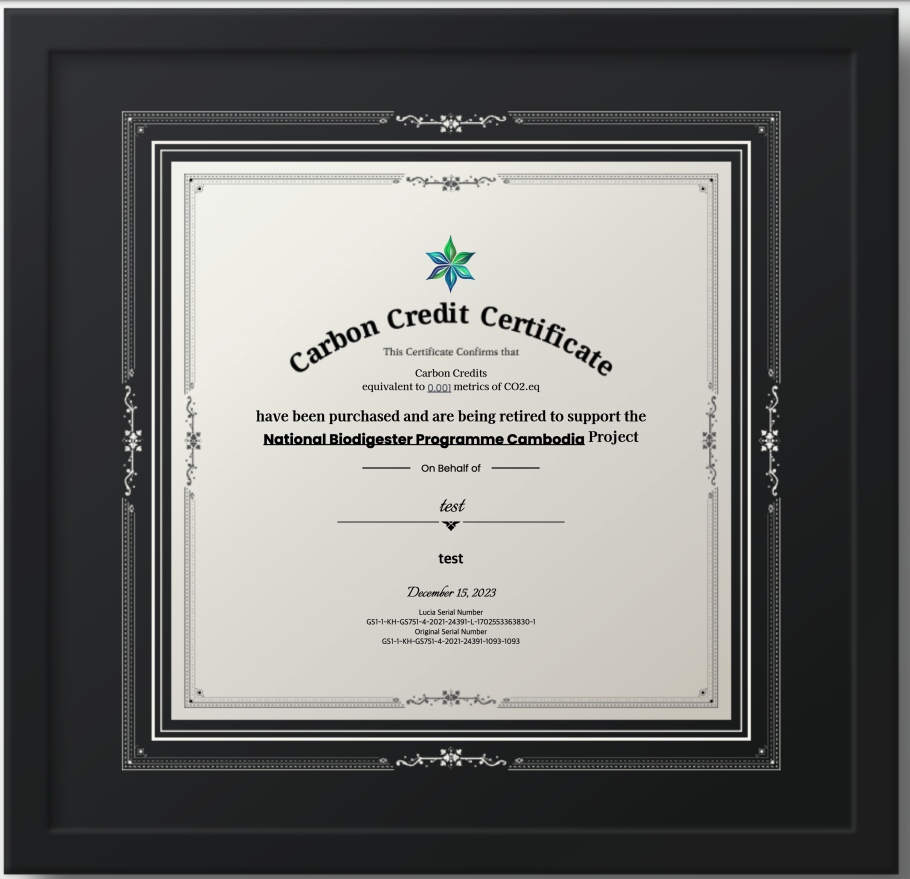 Carbon Credit Certificate
This Certificate Confirms that
Carbon Credits
equivalent to 0.001 metrics of CO2.eq
have been purchased and are being retired to support the
National Biodigester Programme Cambodia Project
On Behalf of
test
test
December 15, 2023
Lucia Serial Number
GS1-1-KH-GS751-4-2021-24391-L-1702553363830-1
Original Serial Number
GS1-1-KH-GS751-4-2021-24391-1093-1093